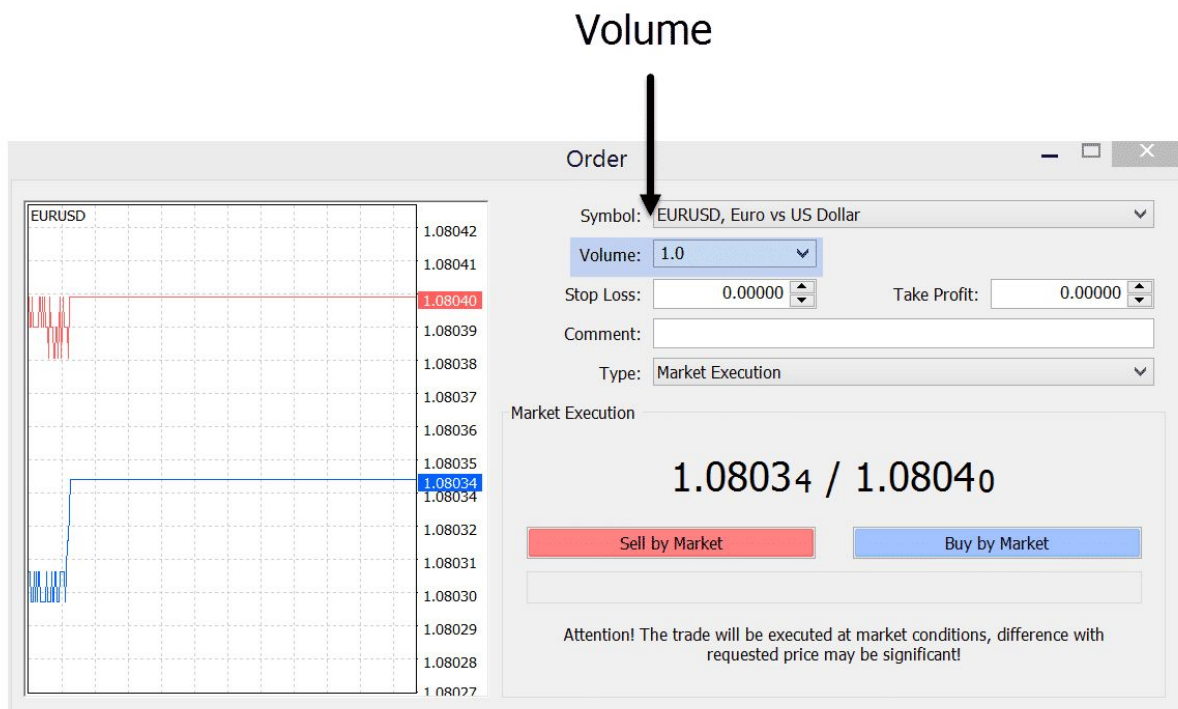 Volume
Order
EURUSD
1.08042
1.08041
1.08040
1.08039
1.08038
1.08037
1.08036
1.08035
1.08034
1.08034
1.08032
1.08031
1.08030
1.08029
1.08028
1.08027
Symbol: EURUSD, Euro vs US Dollar
Volume: 1.0
Stop Loss: 0.00000 Take Profit: 0.00000
Comment:
Type: Market Execution
Market Execution
1.08034 / 1.08040
Sell by Market Buy by Market
Attention! The trade will be executed at market conditions, difference with
requested price may be significant!